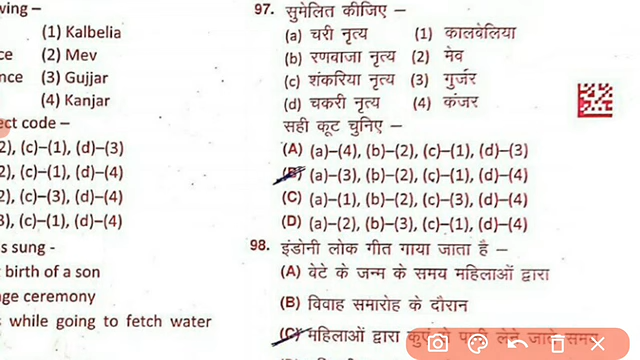 ving –
(1) Kalbelia
ce (2) Mev
nce (3) Gujjar
(4) Kanjar
ect code –
2), (c)–(1), (d)–(3)
2), (c)–(1), (d)–(4)
2), (c)–(3), (d)–(4)
3), (c)–(1), (d)–(4)
s sung -
birth of a son
age ceremony
while going to fetch water
97. सुमेलित कीजिए –
(a) चरी नृत्य (1) कालबेलिया
(b) रणबाजा नृत्य (2) मेव
(c) शंकरिया नृत्य (3) गुर्जर
(d) चकरी नृत्य (4) कंजर
सही कूट चुनिए –
(A) (a)–(4), (b)–(2), (c)–(1), (d)–(3)
(B) (a)–(3), (b)–(2), (c)–(1), (d)–(4)
(C) (a)–(1), (b)–(2), (c)–(3), (d)–(4)
(D) (a)–(2), (b)–(3), (c)–(1), (d)–(4)
98. इंडोनी लोक गीत गाया जाता है –
(A) बेटे के जन्म के समय महिलाओं द्वारा
(B) विवाह समारोह के दौरान
(C) महिलाओं द्वारा कुएं से पानी लेने जाते समय